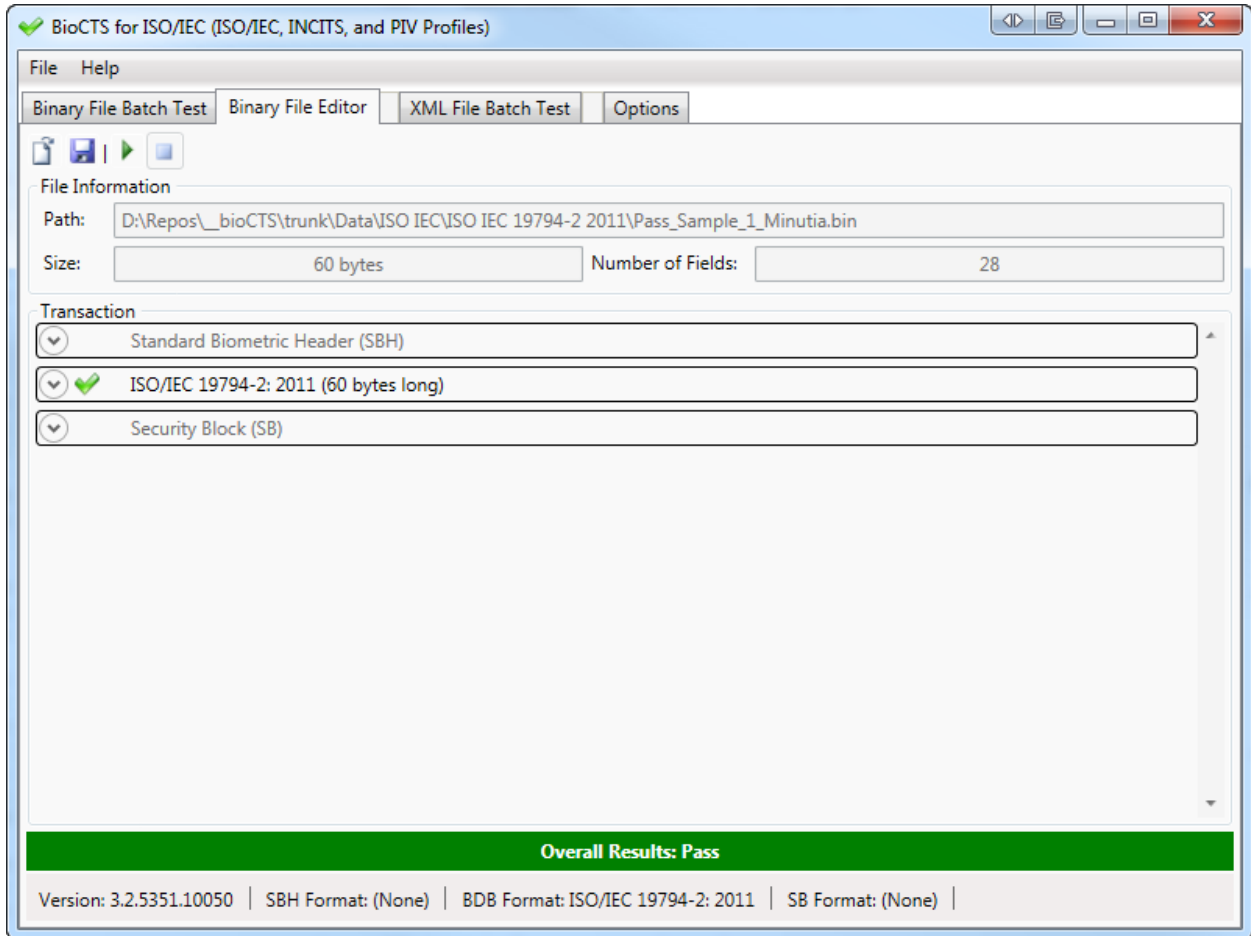 BioCTS for ISO/IEC (ISO/IEC, INCITS, and PIV Profiles)
File Help
Binary File Batch Test Binary File Editor XML File Batch Test Options
File Information
Path: D:\Repos\__bioCTS\trunk\Data\ISO IEC\ISO IEC 19794-2 2011\Pass_Sample_1_Minutia.bin
Size: 60 bytes Number of Fields: 28
Transaction
Standard Biometric Header (SBH)
ISO/IEC 19794-2: 2011 (60 bytes long)
Security Block (SB)
Overall Results: Pass
Version: 3.2.5351.10050 | SBH Format: (None) | BDB Format: ISO/IEC 19794-2: 2011 | SB Format: (None) |